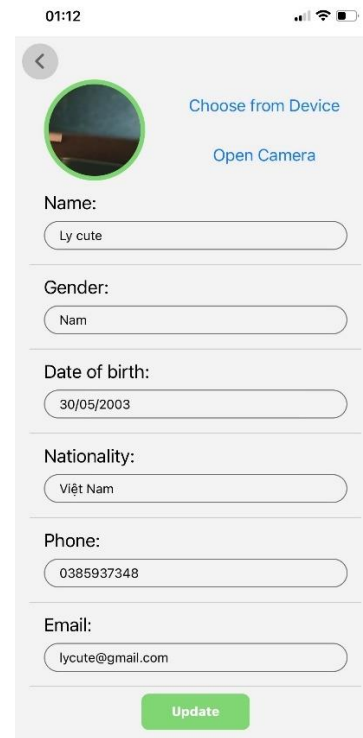 01:12
Choose from Device
Open Camera
Name:
Ly cute
Gender:
Nam
Date of birth:
30/05/2003
Nationality:
Việt Nam
Phone:
0385937348
Email:
lycute@gmail.com
Update